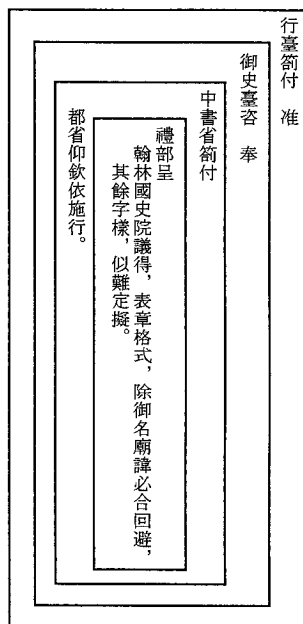 行臺劄付　准
御史臺咨　奉
中書省劄付
禮部呈
翰林國史院議得，表章格式，除御名廟諱必合回避，
其餘字樣，似難定擬。
都省仰欽依施行。